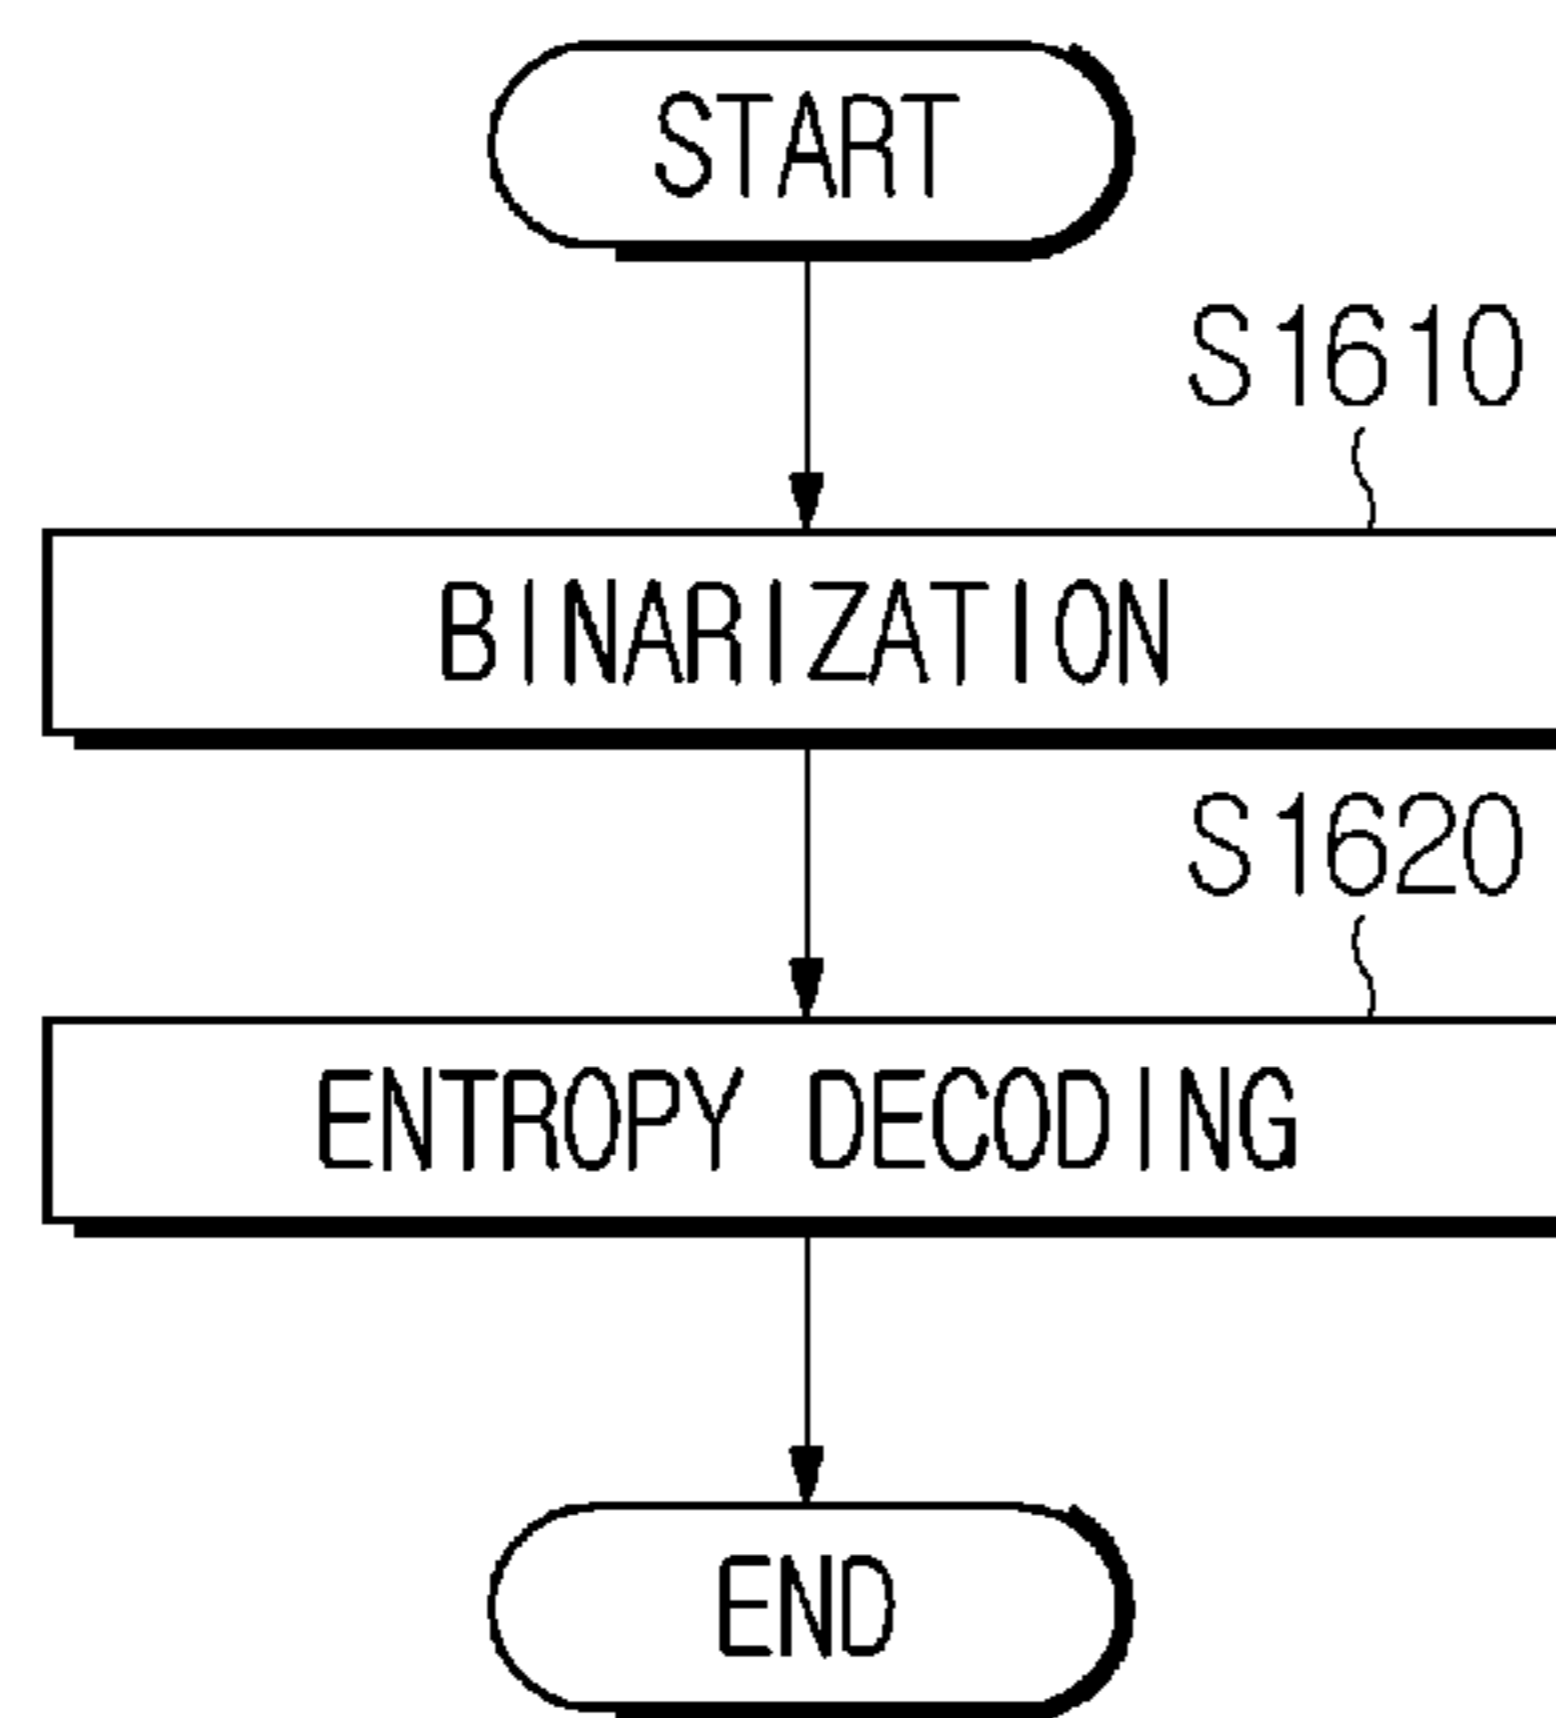 START
S1610
BINARIZATION
S1620
ENTROPY DECODING
END